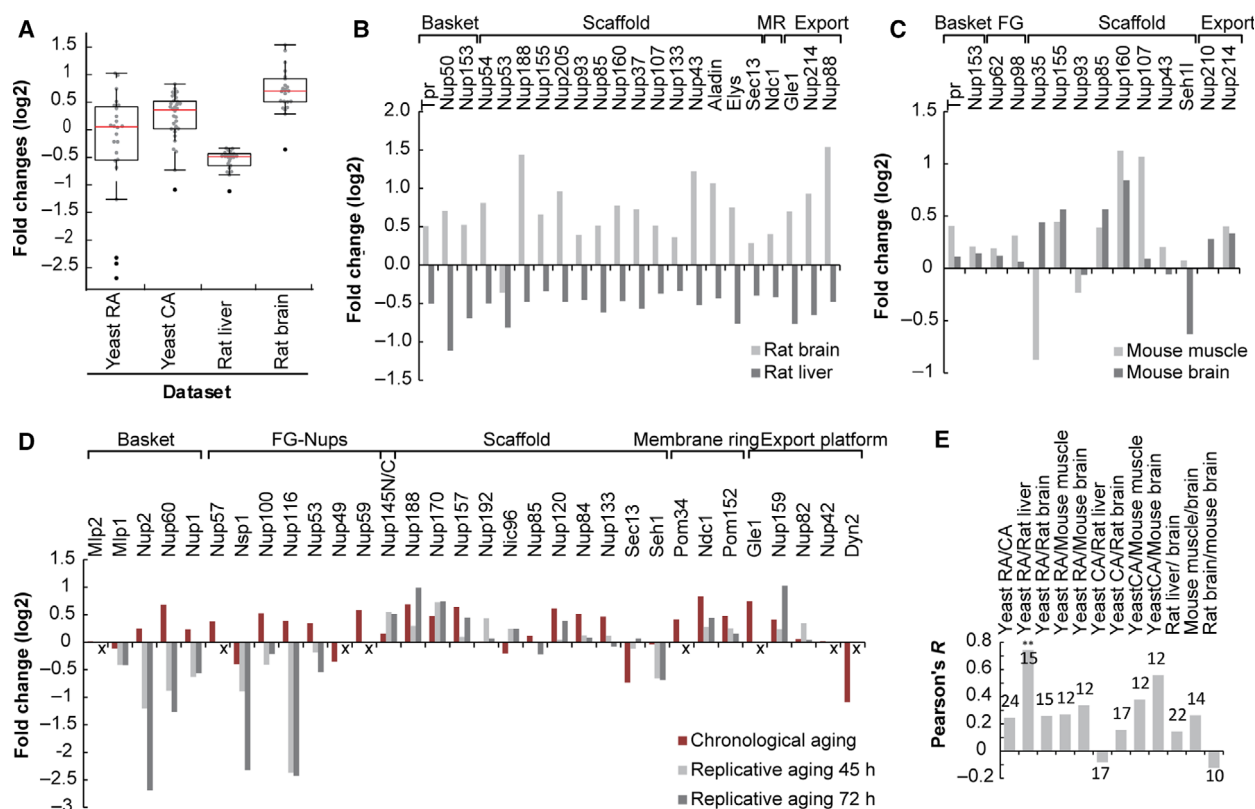 A
Fold changes (log2)
1.5
1
0.5
0
−0.5
−1
−1.5
−2
−2.5
Yeast RA
Yeast CA
Rat liver
Rat brain
Dataset
B
Basket
Scaffold
MR
Export
Tpr
Nup50
Nup153
Nup54
Nup53
Nup188
Nup155
Nup205
Nup93
Nup85
Nup160
Nup37
Nup107
Nup133
Nup43
Aladin
Elys
Sec13
Ndc1
Gle1
Nup214
Nup88
Fold change (log2)
2.0
1.5
1.0
0.5
0.0
−0.5
−1.0
−1.5
Rat brain
Rat liver
C
Basket FG
Scaffold
Export
Tpr
Nup153
Nup62
Nup98
Nup35
Nup155
Nup93
Nup85
Nup160
Nup107
Nup43
Seh1l
Nup210
Nup214
Fold change (log2)
1.5
1
0.5
0
−0.5
−1
Mouse muscle
Mouse brain
D
Basket
FG-Nups
Scaffold
Membrane ring
Export platform
Mlp2
Mlp1
Nup2
Nup60
Nup1
Nup57
Nsp1
Nup100
Nup116
Nup53
Nup49
Nup59
Nup145N/C
Nup188
Nup170
Nup157
Nup192
Nic96
Nup85
Nup120
Nup84
Nup133
Sec13
Seh1
Pom34
Ndc1
Pom152
Gle1
Nup159
Nup82
Nup42
Dyn2
Fold change (log2)
1.5
1
0.5
0
−0.5
−1
−1.5
−2
−2.5
−3
x x x x x x x x
Chronological aging
Replicative aging 45 h
Replicative aging 72 h
E
Yeast RA/CA
Yeast RA/Rat liver
Yeast RA/Rat brain
Yeast RA/Mouse muscle
Yeast RA/Mouse brain
Yeast CA/Rat liver
Yeast CA/Rat brain
YeastCA/Mouse muscle
YeastCA/Mouse brain
Rat liver/ brain
Mouse muscle/brain
Rat brain/mouse brain
Pearson's R
0.8
0.6
0.4
0.2
0
−0.2
**
24
15
15
12
12
17
17
12
12
22
14
10